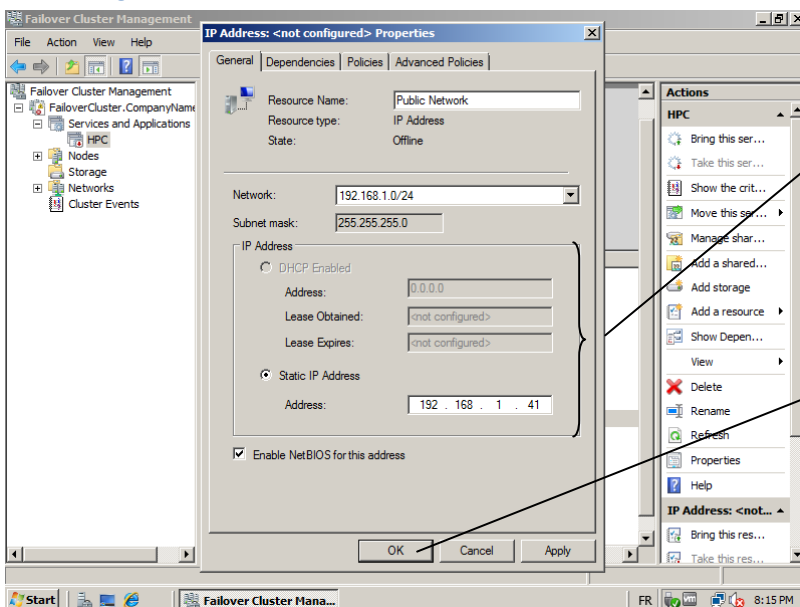 Failover Cluster Management
File Action View Help
Failover Cluster Management
FailoverCluster.CompanyName
Services and Applications
HPC
Nodes
Storage
Networks
Cluster Events
IP Address: <not configured> Properties
General Dependencies Policies Advanced Policies
Resource Name: Public Network
Resource type: IP Address
State: Offline
Network: 192.168.1.0/24
Subnet mask: 255.255.255.0
IP Address
DHCP Enabled
Address: 0.0.0.0
Lease Obtained: <not configured>
Lease Expires: <not configured>
Static IP Address
Address: 192 . 168 . 1 . 41
Enable NetBIOS for this address
OK Cancel Apply
Actions
HPC
Bring this ser...
Take this ser...
Show the crit...
Move this ser...
Manage shar...
Add a shared...
Add storage
Add a resource
Show Depen...
View
Delete
Rename
Refresh
Properties
Help
IP Address: <not...
Bring this res...
Take this res...
Start Failover Cluster Mana... FR 8:15 PM